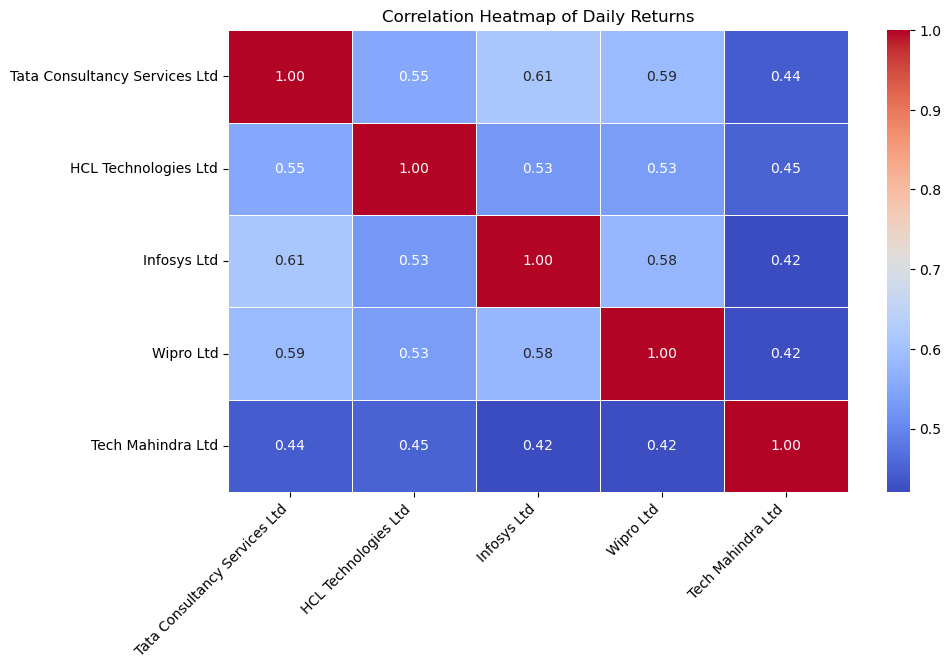 Correlation Heatmap of Daily Returns
Tata Consultancy Services Ltd 1.00 0.55 0.61 0.59 0.44
HCL Technologies Ltd 0.55 1.00 0.53 0.53 0.45
Infosys Ltd 0.61 0.53 1.00 0.58 0.42
Wipro Ltd 0.59 0.53 0.58 1.00 0.42
Tech Mahindra Ltd 0.44 0.45 0.42 0.42 1.00
Tata Consultancy Services Ltd
HCL Technologies Ltd
Infosys Ltd
Wipro Ltd
Tech Mahindra Ltd
1.0
0.9
0.8
0.7
0.6
0.5